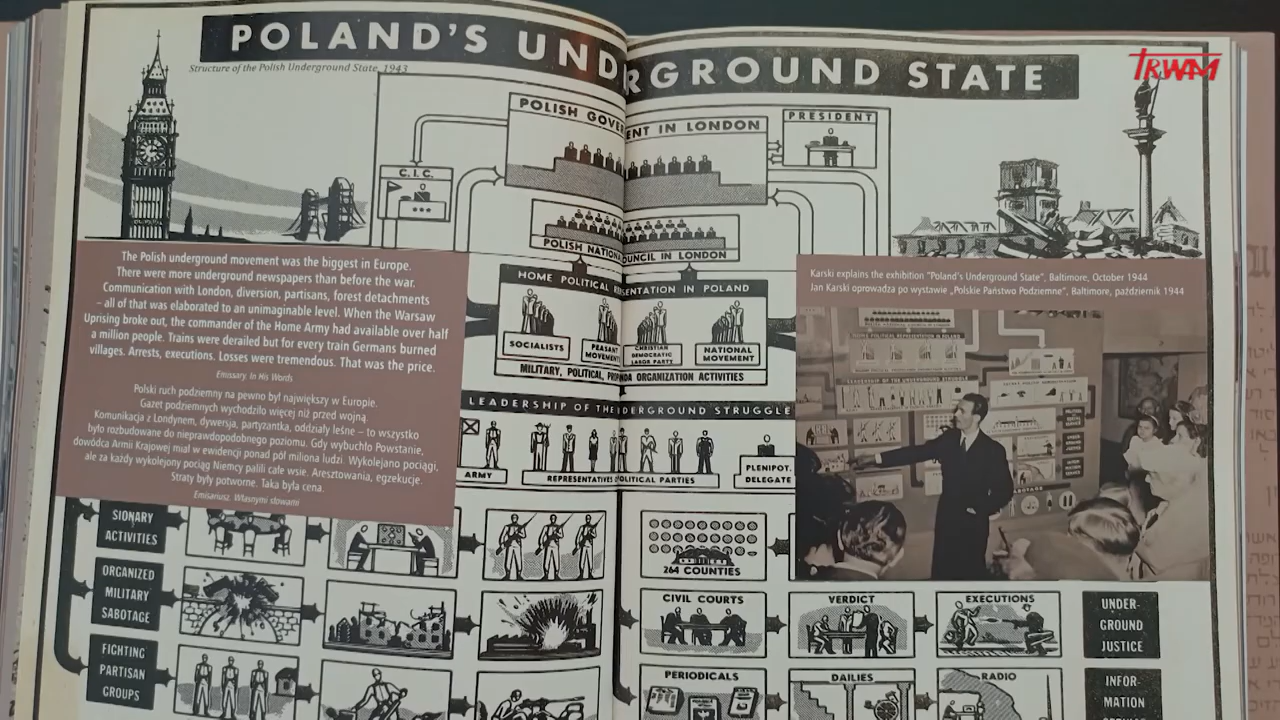 POLAND'S UNDERGROUND STATE
TRWAM
Structure of the Polish Underground State, 1943
POLISH GOVE ENT IN LONDON
PRESIDENT
C.I.C.
POLISH NATION OUNCIL IN LONDON
HOME POLITICAL RE ESENTATION IN POLAND
SOCIALISTS
PEASANT
MOVEMENT
CHRISTIAN
DEMOCRATIC
LABOR PARTY
NATIONAL
MOVEMENT
MILITARY, POLITICAL, PROP NDA ORGANIZATION ACTIVITIES
LEADERSHIP OF THE DERGROUND STRUGGLE
ARMY
REPRESENTATIVES OLITICAL PARTIES
PLENIPOT.
DELEGATE
The Polish underground movement was the biggest in Europe.
There were more underground newspapers than before the war.
Communication with London, diversion, partisans, forest detachments
– all of that was elaborated to an unimaginable level. When the Warsaw
Uprising broke out, the commander of the Home Army had available over half
a million people. Trains were derailed but for every train Germans burned
villages. Arrests, executions. Losses were tremendous. That was the price.
Emissary. In His Words
Polski ruch podziemny na pewno był największy w Europie.
Gazet podziemnych wychodziło więcej niż przed wojną.
Komunikacja z Londynem, dywersja, partyzantka, oddziały leśne – to wszystko
było rozbudowane do nieprawdopodobnego poziomu. Gdy wybuchło Powstanie,
dowódca Armii Krajowej miał w ewidencji ponad pół miliona ludzi. Wykolejano pociągi,
ale za każdy wykolejony pociąg Niemcy palili całe wsie. Aresztowania, egzekucje.
Straty były potworne. Taka była cena.
Emisariusz. Własnymi słowami
Karski explains the exhibition "Poland's Underground State", Baltimore, October 1944
Jan Karski oprowadza po wystawie „Polskie Państwo Podziemne", Baltimore, październik 1944
SIONARY
ACTIVITIES
264 COUNTIES
ORGANIZED
MILITARY
SABOTAGE
CIVIL COURTS
VERDICT
EXECUTIONS
UNDER-
GROUND
JUSTICE
FIGHTING
PARTISAN
GROUPS
PERIODICALS
DAILIES
RADIO
INFOR-
MATION